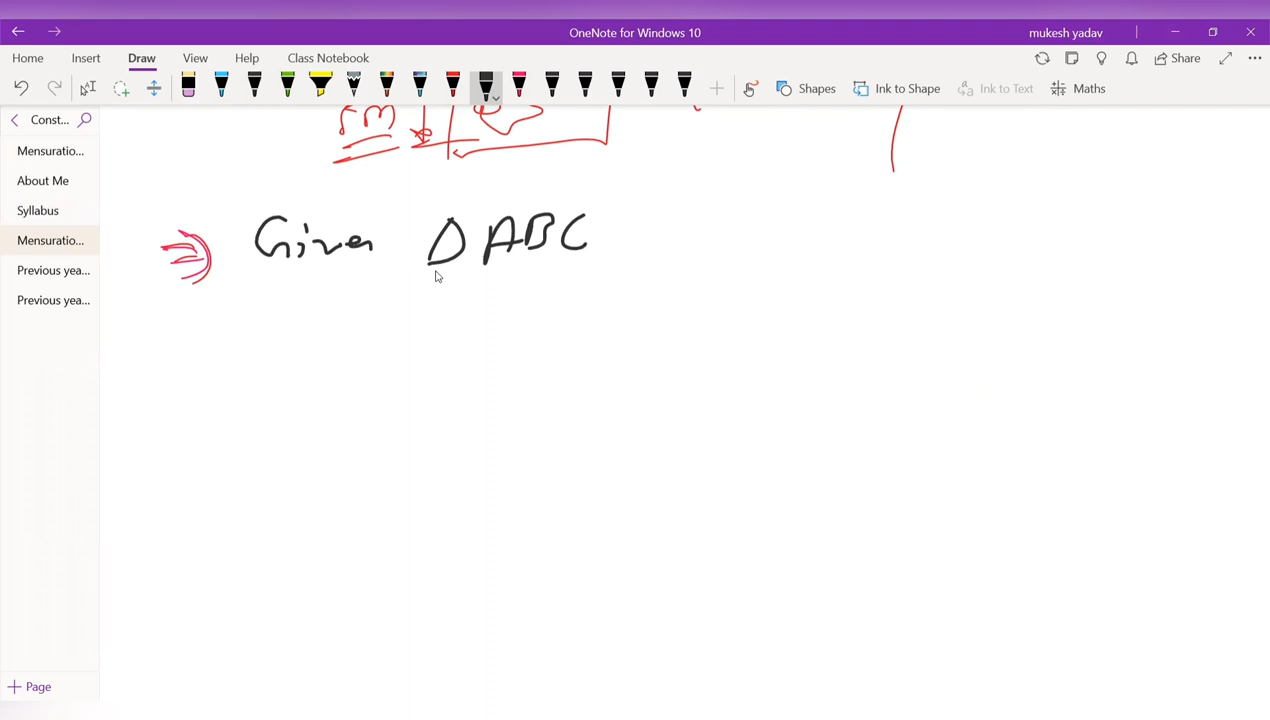 OneNote for Windows 10
mukesh yadav
Home Insert Draw View Help Class Notebook
Share
Shapes Ink to Shape Ink to Text Maths
Const...
Mensuratio...
About Me
Syllabus
Mensuratio...
Previous yea...
Previous yea...
Page
Given Δ ABC